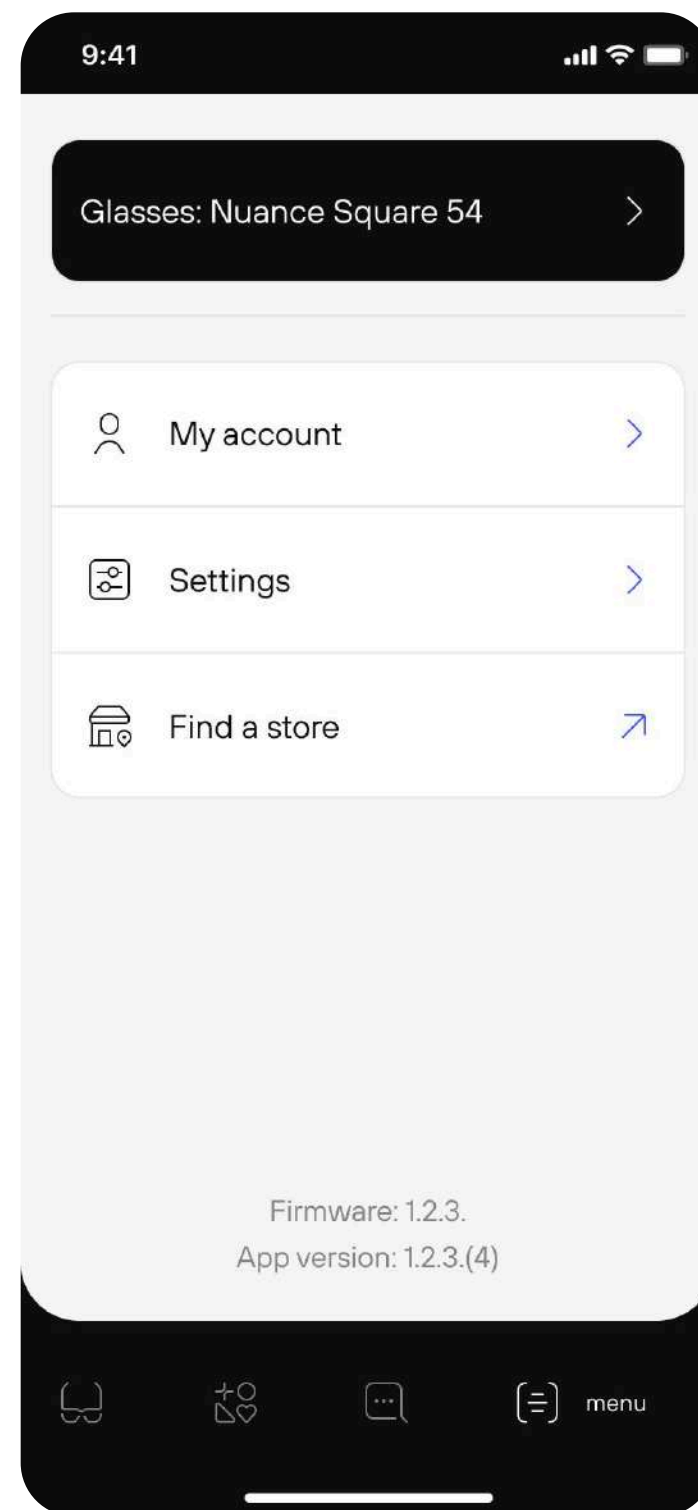 9:41
Glasses: Nuance Square 54
My account
Settings
Find a store
Firmware: 1.2.3.
App version: 1.2.3.(4)
menu